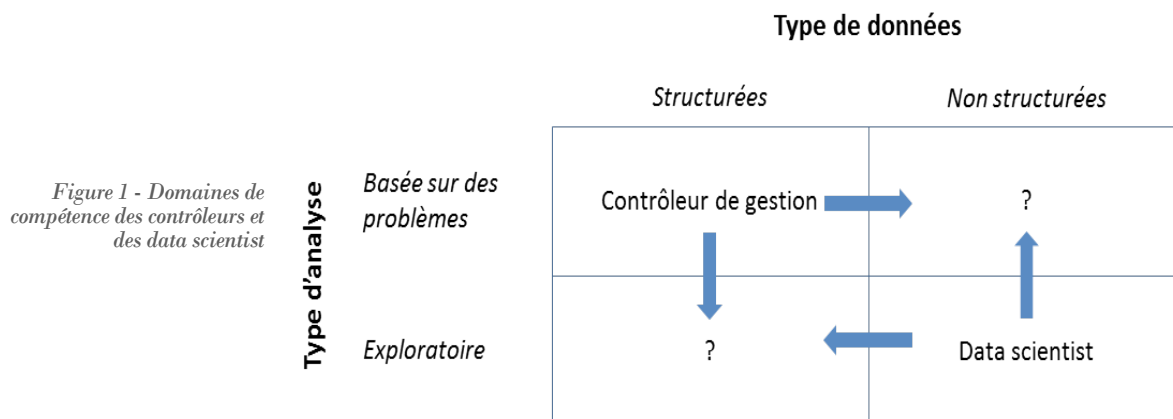 Type de données
Structurées
Non structurées
Figure 1 - Domaines de
compétence des contrôleurs et
des data scientist
Type d'analyse
Basée sur des
problèmes
Contrôleur de gestion
?
Exploratoire
?
Data scientist